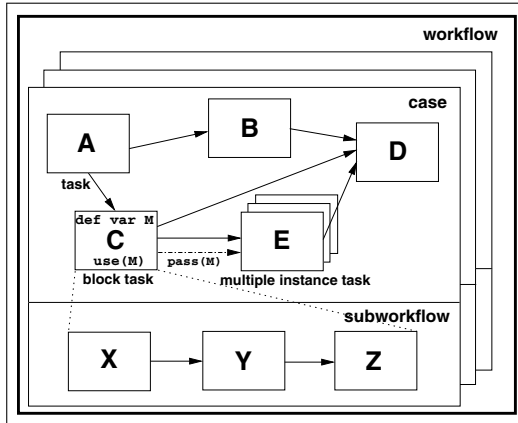 workflow
case
A
B
D
task
def var M
C
use(M)
pass(M)
E
block task
multiple instance task
subworkflow
X
Y
Z